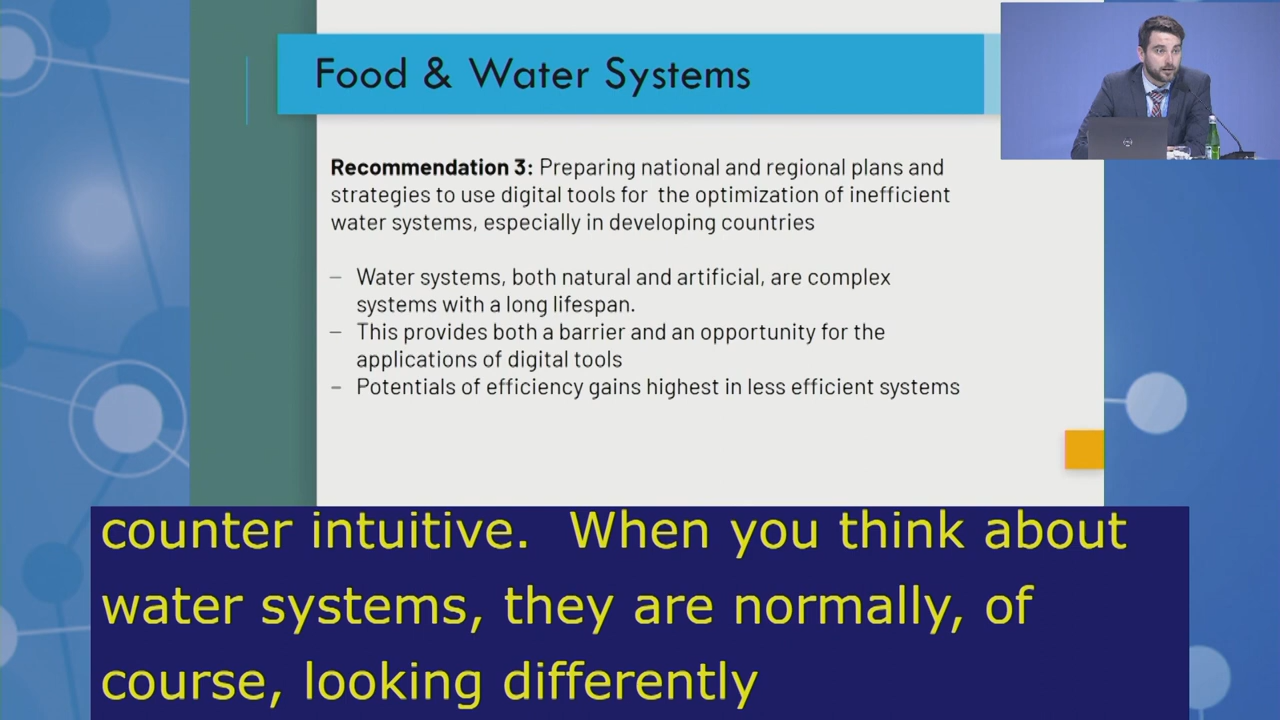 Food & Water Systems
Recommendation 3: Preparing national and regional plans and
strategies to use digital tools for the optimization of inefficient
water systems, especially in developing countries
– Water systems, both natural and artificial, are complex
systems with a long lifespan.
– This provides both a barrier and an opportunity for the
applications of digital tools
– Potentials of efficiency gains highest in less efficient systems
counter intuitive. When you think about
water systems, they are normally, of
course, looking differently